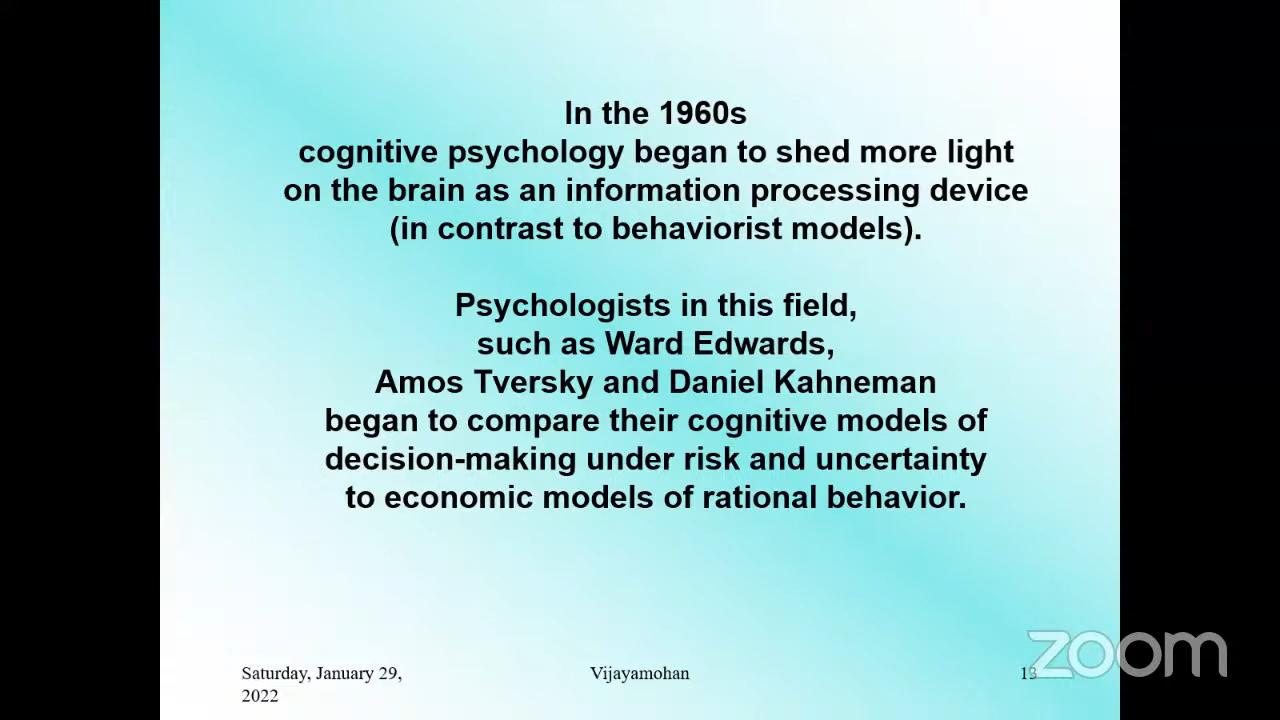 In the 1960s
cognitive psychology began to shed more light
on the brain as an information processing device
(in contrast to behaviorist models).
Psychologists in this field,
such as Ward Edwards,
Amos Tversky and Daniel Kahneman
began to compare their cognitive models of
decision-making under risk and uncertainty
to economic models of rational behavior.
Saturday, January 29,
2022
Vijayamohan
13
zoom